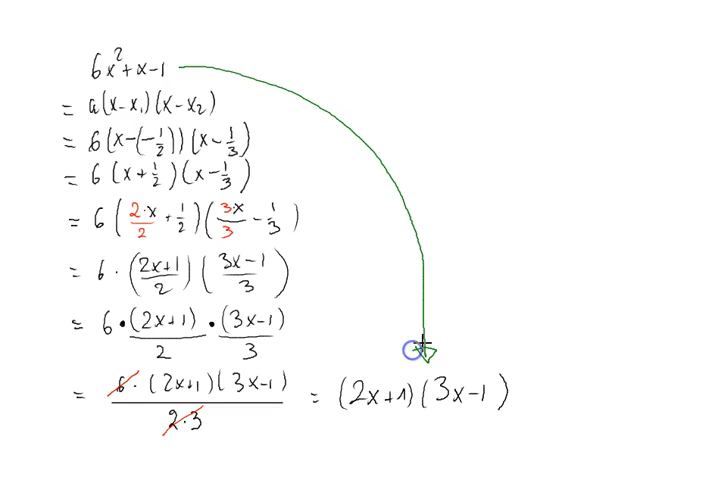 6x²+x-1
= a(x-x₁)(x-x₂)
= 6(x-(-1/2))(x-1/3)
= 6(x+1/2)(x-1/3)
= 6(2·x/2+1/2)(3·x/3-1/3)
= 6·(2x+1/2)(3x-1/3)
= 6·(2x+1)/2·(3x-1)/3
= 6·(2x+1)(3x-1)/2·3 = (2x+1)(3x-1)